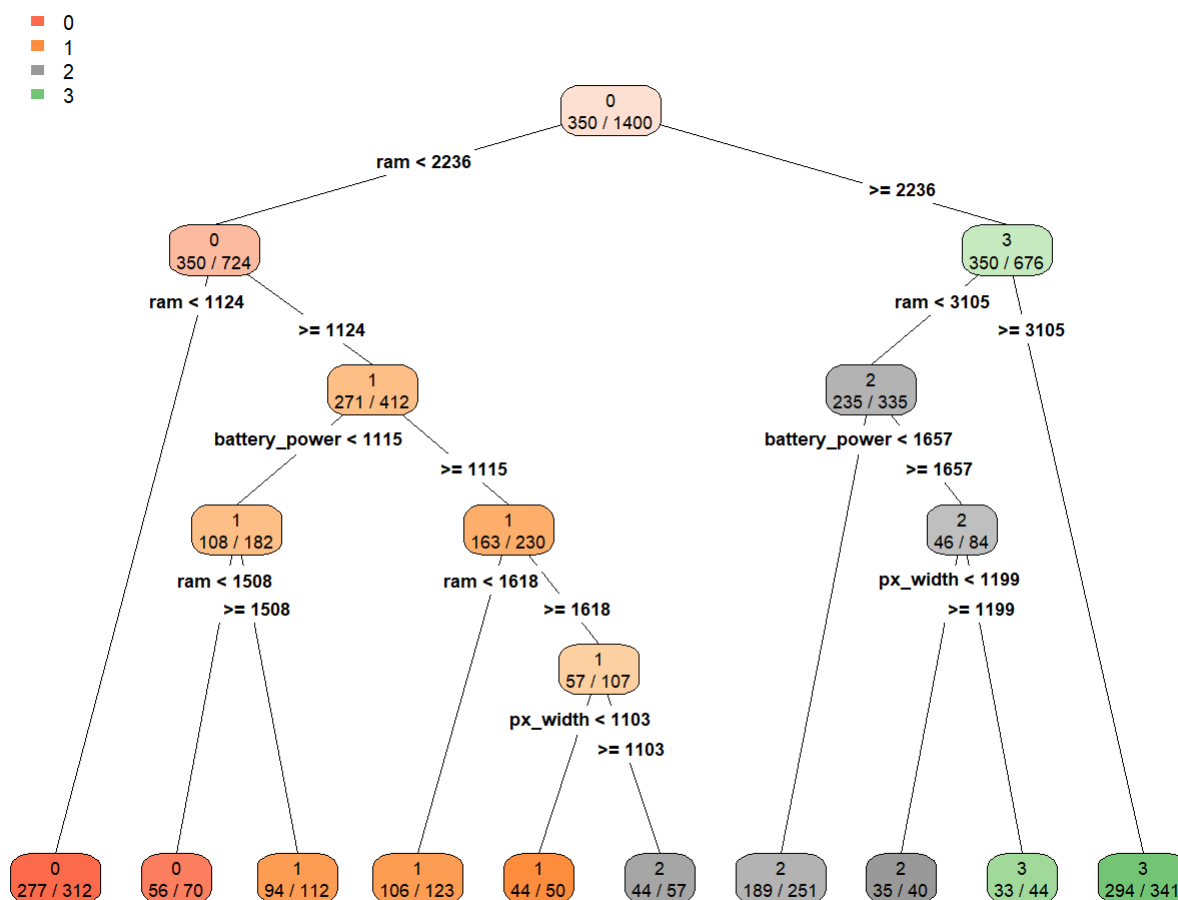 0
1
2
3
0
350 / 1400
ram < 2236
>= 2236
0
350 / 724
3
350 / 676
ram < 1124
>= 1124
ram < 3105
>= 3105
1
271 / 412
2
235 / 335
battery_power < 1115
>= 1115
battery_power < 1657
>= 1657
1
108 / 182
1
163 / 230
2
46 / 84
ram < 1508
>= 1508
ram < 1618
>= 1618
px_width < 1199
>= 1199
1
57 / 107
px_width < 1103
>= 1103
0
277 / 312
0
56 / 70
1
94 / 112
1
106 / 123
1
44 / 50
2
44 / 57
2
189 / 251
2
35 / 40
3
33 / 44
3
294 / 341